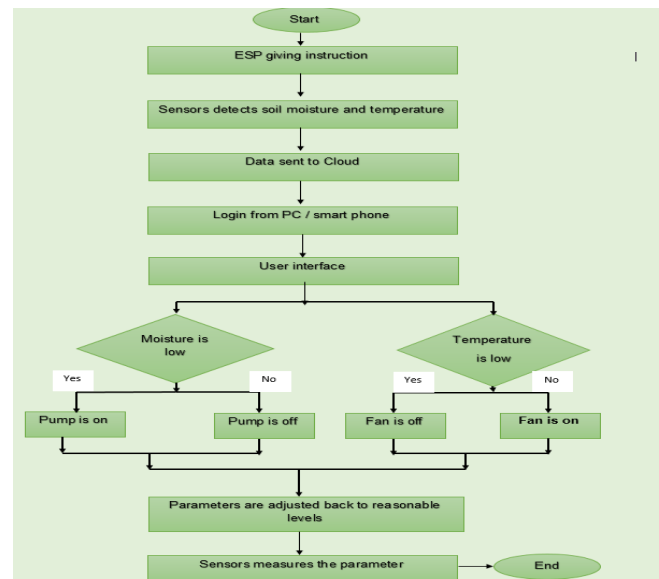 Start
ESP giving instruction
Sensors detects soil moisture and temperature
Data sent to Cloud
Login from PC / smart phone
User interface
Moisture is
low
Temperature
is low
Yes
No
Yes
No
Pump is on
Pump is off
Fan is off
Fan is on
Parameters are adjusted back to reasonable
levels
Sensors measures the parameter
End